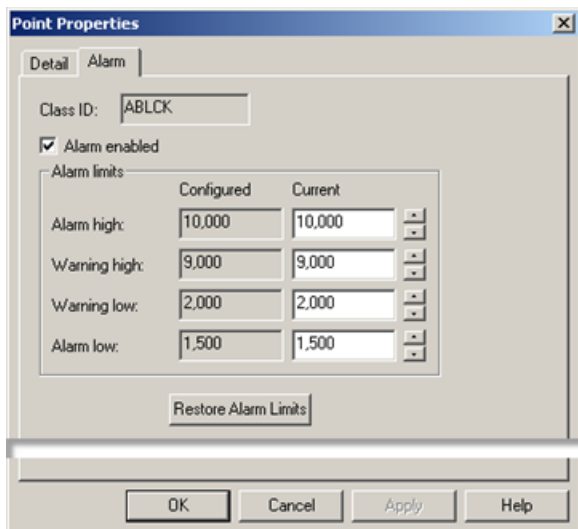 Point Properties
Detail Alarm
Class ID: ABLCK
Alarm enabled
Alarm limits
Configured Current
Alarm high: 10,000 10,000
Warning high: 9,000 9,000
Warning low: 2,000 2,000
Alarm low: 1,500 1,500
Restore Alarm Limits
OK Cancel Apply Help